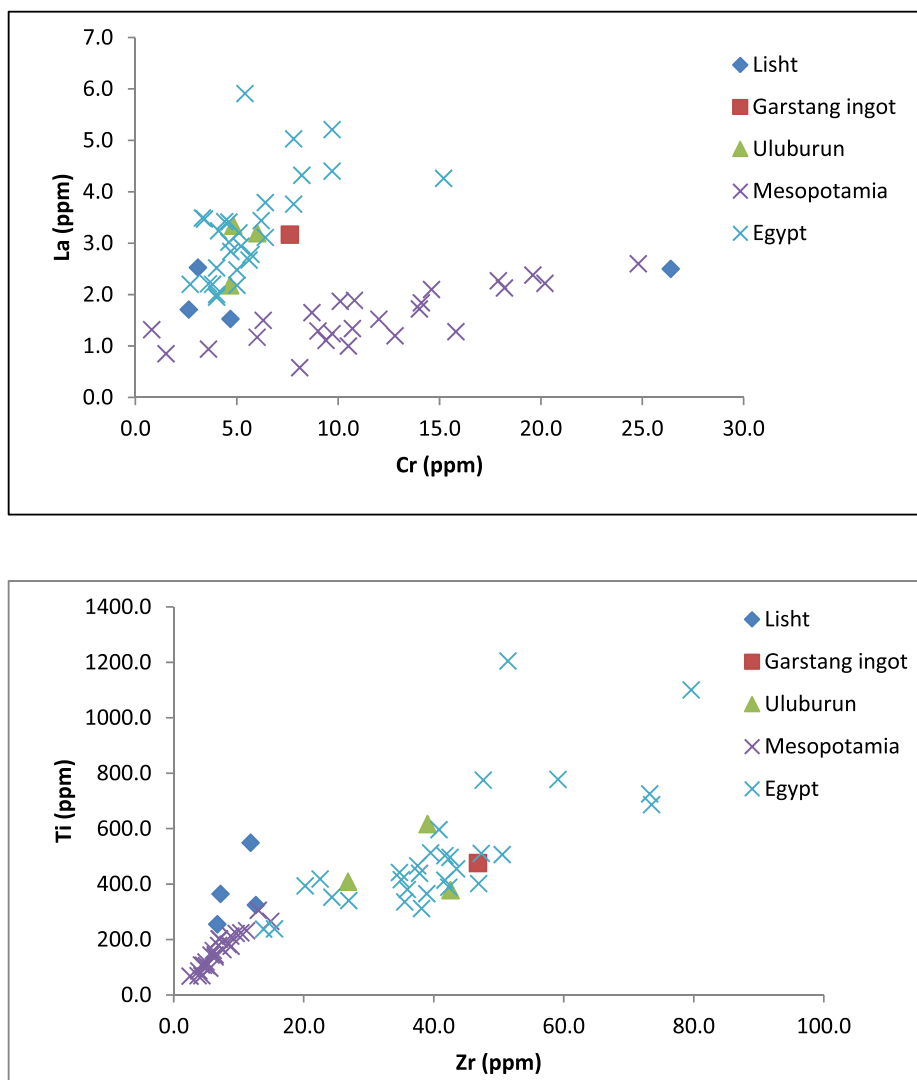 7.0
6.0
5.0
4.0
3.0
2.0
1.0
0.0
La (ppm)
0.0 5.0 10.0 15.0 20.0 25.0 30.0
Cr (ppm)
Lisht
Garstang ingot
Uluburun
Mesopotamia
Egypt
1400.0
1200.0
1000.0
800.0
600.0
400.0
200.0
0.0
Ti (ppm)
0.0 20.0 40.0 60.0 80.0 100.0
Zr (ppm)
Lisht
Garstang ingot
Uluburun
Mesopotamia
Egypt